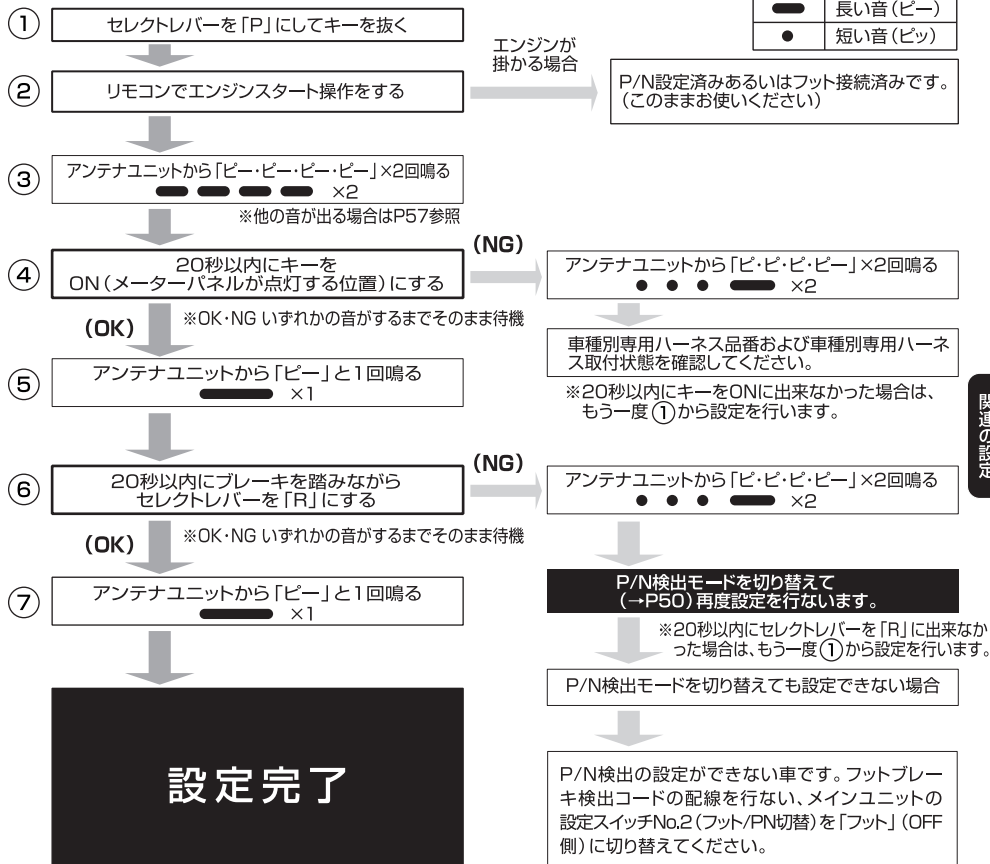 長い音(ピー)
短い音(ピッ)
① セレクトレバーを「P」にしてキーを抜く
エンジンが
掛かる場合
② リモコンでエンジンスタート操作をする
P/N設定済みあるいはフット接続済みです。
(このままお使いください)
③ アンテナユニットから「ピー・ピー・ピー・ピー」×2回鳴る
×2
※他の音が出る場合はP57参照
④ 20秒以内にキーを
ON(メーターパネルが点灯する位置)にする
(NG)
アンテナユニットから「ピ・ピ・ピ・ピー」×2回鳴る
×2
(OK)
※OK・NG いずれかの音がするまでそのまま待機
車種別専用ハーネス品番および車種別専用ハーネ
ス取付状態を確認してください。
※20秒以内にキーをONに出来なかった場合は、
もう一度①から設定を行います。
⑤ アンテナユニットから「ピー」と1回鳴る
×1
関連の設定
⑥ 20秒以内にブレーキを踏みながら
セレクトレバーを「R」にする
(NG)
アンテナユニットから「ピ・ピ・ピ・ピー」×2回鳴る
×2
(OK)
※OK・NG いずれかの音がするまでそのまま待機
⑦ アンテナユニットから「ピー」と1回鳴る
×1
P/N検出モードを切り替えて
(→P50)再度設定を行ないます。
※20秒以内にセレクトレバーを「R」に出来なか
った場合は、もう一度①から設定を行います。
P/N検出モードを切り替えても設定できない場合
設定完了
P/N検出の設定ができない車です。フットブレー
キ検出コードの配線を行ない、メインユニットの
設定スイッチNo.2(フット/PN切替)を「フット」(OFF
側)に切り替えてください。